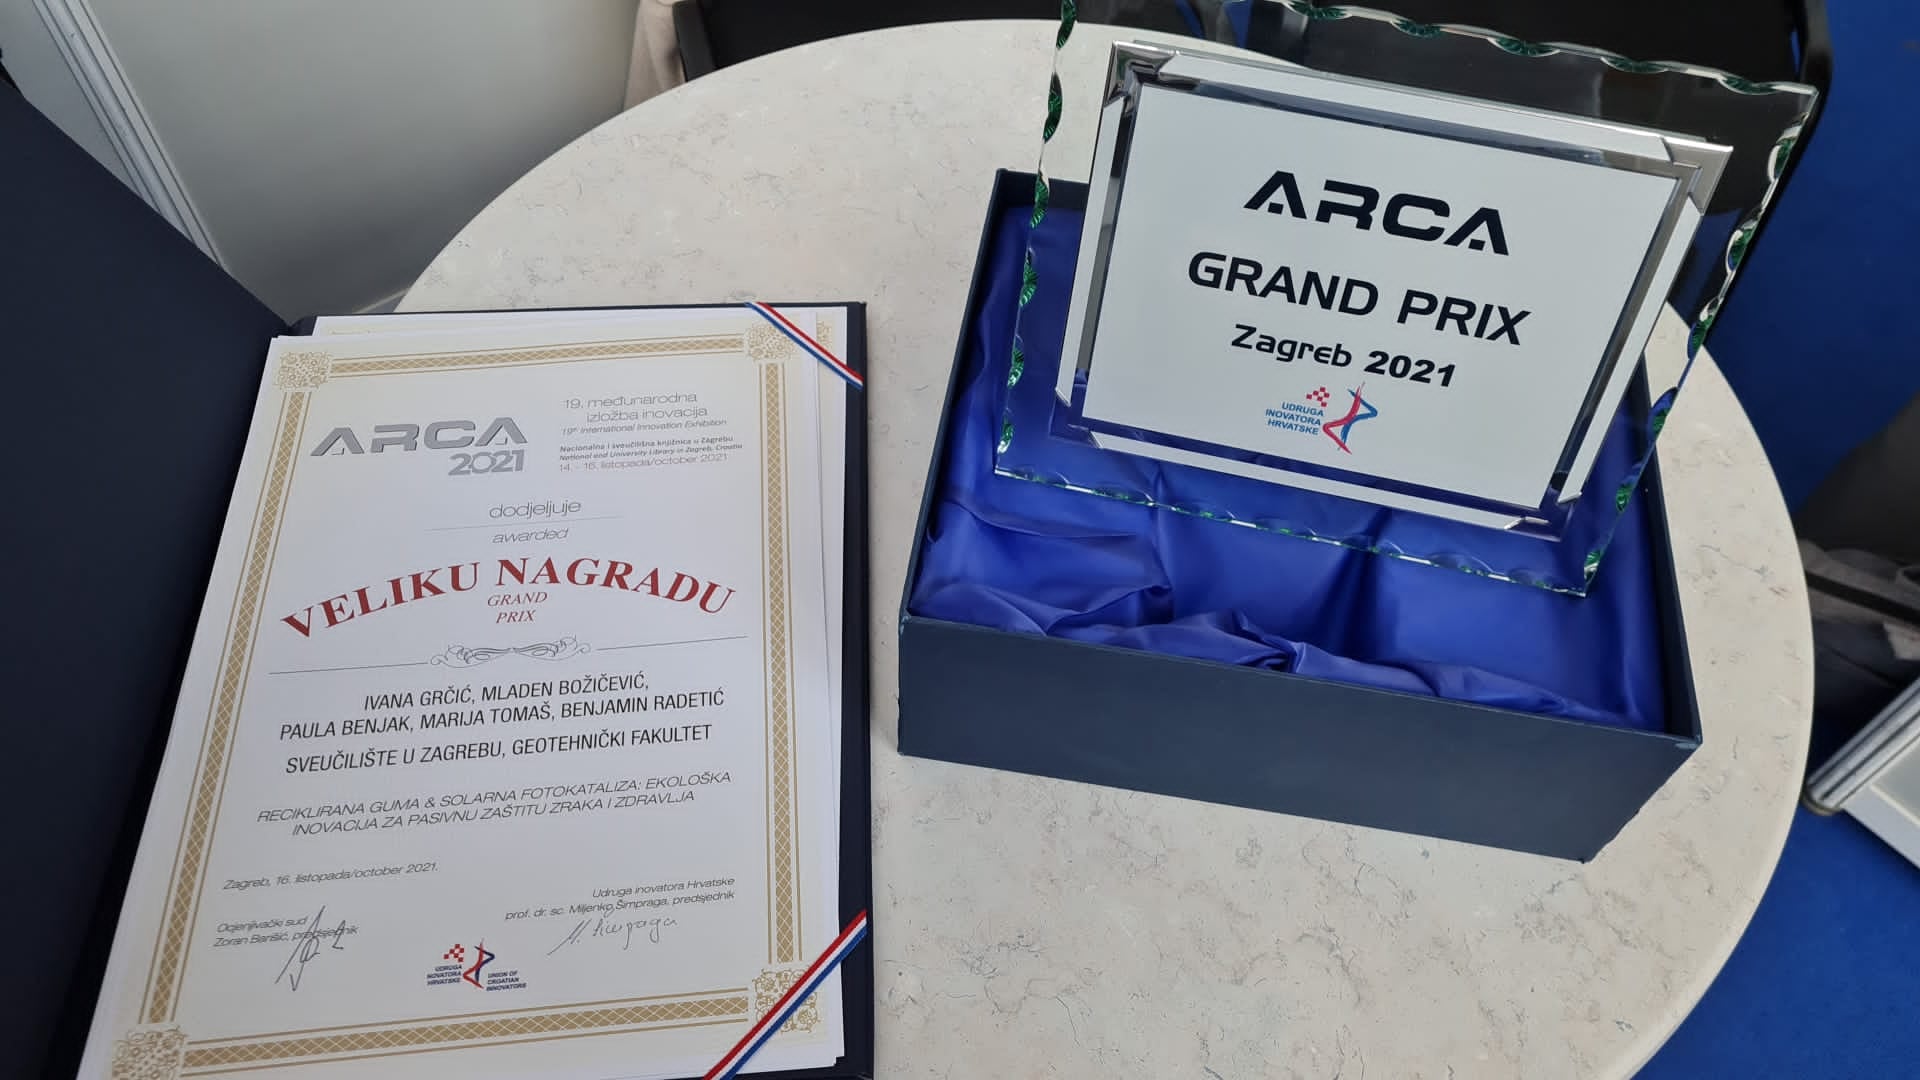 ARCA
2021
19. međunarodna
izložba inovacija
19th International Innovation Exhibition
Nacionalna i sveučilišna knjižnica u Zagrebu
National and University Library in Zagreb, Croatia
14. - 16. listopada/october 2021.
dodjeljuje
awarded
VELIKU NAGRADU
GRAND
PRIX
IVANA GRČIĆ, MLADEN BOŽIČEVIĆ,
PAULA BENJAK, MARIJA TOMAŠ, BENJAMIN RADETIĆ
SVEUČILIŠTE U ZAGREBU, GEOTEHNIČKI FAKULTET
RECIKLIRANA GUMA & SOLARNA FOTOKATALIZA: EKOLOŠKA
INOVACIJA ZA PASIVNU ZAŠTITU ZRAKA I ZDRAVLJA
Zagreb, 16. listopada/october 2021.
Ocjenjivački sud
Zoran Barišić, predsjednik
Udruga inovatora Hrvatske
prof. dr. sc. Miljenko Šimpraga, predsjednik
UDRUGA
INOVATORA
HRVATSKE
UNION OF
CROATIAN
INNOVATORS
ARCA
GRAND PRIX
Zagreb 2021
UDRUGA
INOVATORA
HRVATSKE